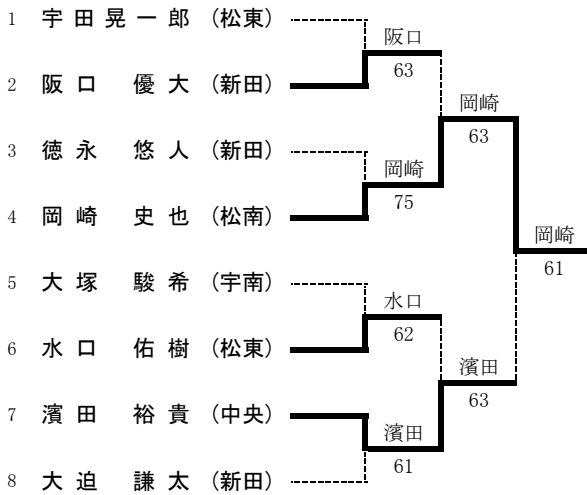 1 宇田晃一郎 (松東)
阪口
2 阪口 優大 (新田)
63
岡崎
3 徳永 悠人 (新田)
63
岡崎
4 岡崎 史也 (松南)
75
岡崎
61
5 大塚 駿希 (宇南)
水口
6 水口 佑樹 (松東)
62
濱田
7 濱田 裕貴 (中央)
63
濱田
61
8 大迫 謙太 (新田)